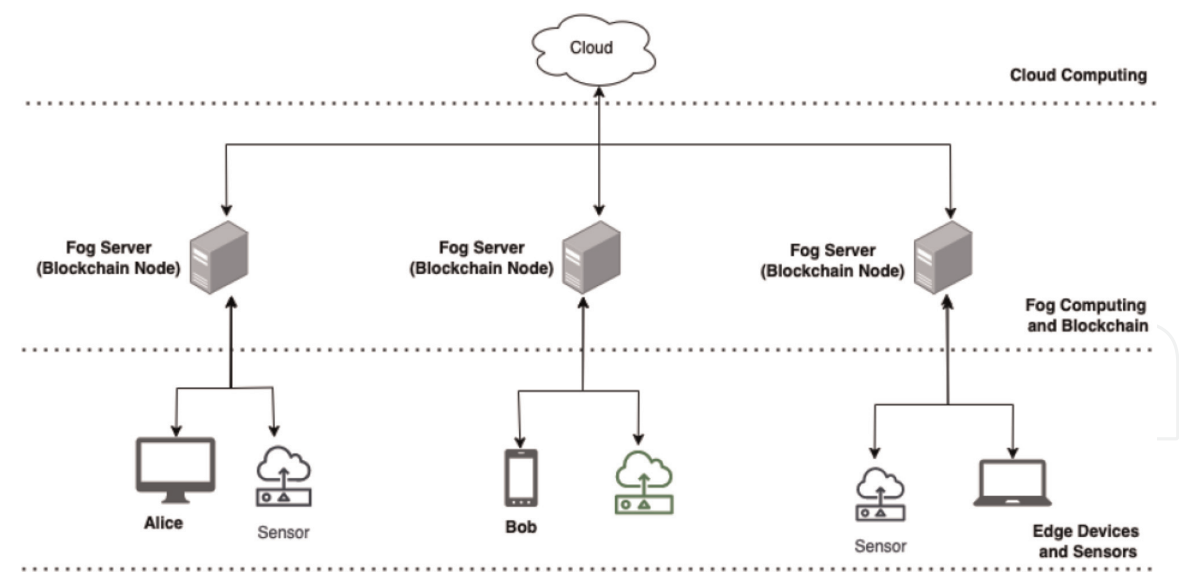 Cloud
Cloud Computing
Fog Server
(Blockchain Node)
Fog Server
(Blockchain Node)
Fog Server
(Blockchain Node)
Fog Computing
and Blockchain
Alice
Sensor
Bob
Sensor
Edge Devices
and Sensors